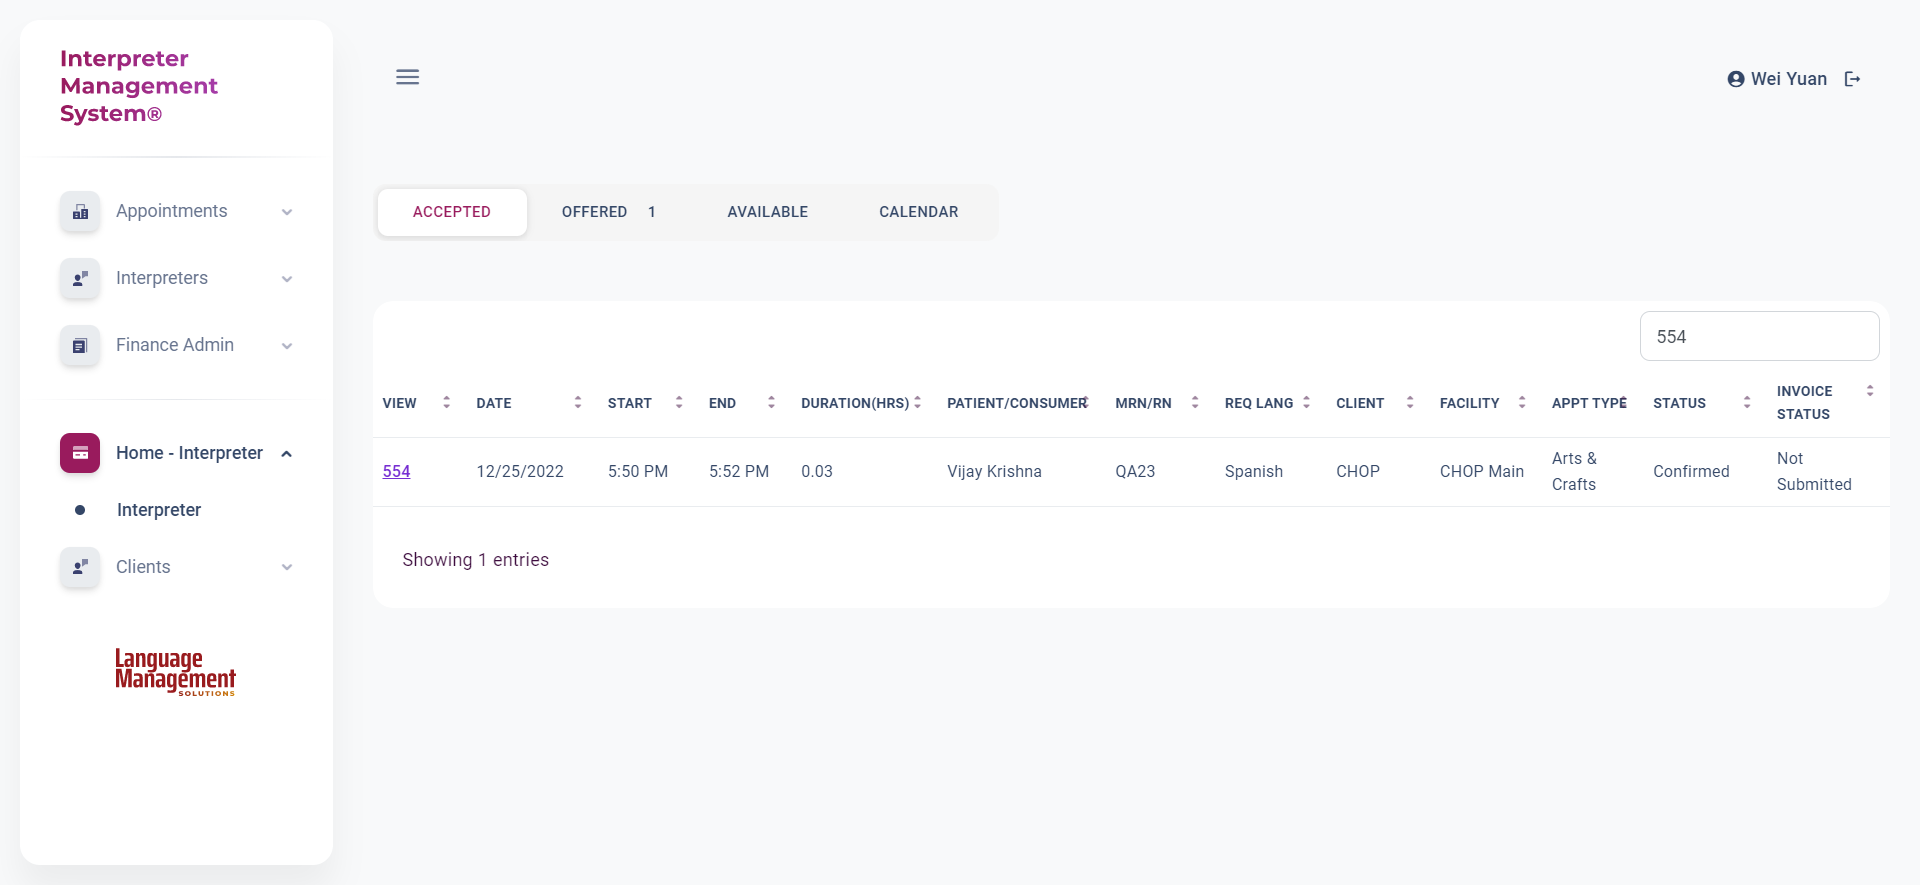 Interpreter
Management
System®
Wei Yuan
Appointments
Interpreters
Finance Admin
Home - Interpreter
Interpreter
Clients
Language
Management
SOLUTIONS
ACCEPTED OFFERED 1 AVAILABLE CALENDAR
554
VIEW DATE START END DURATION(HRS) PATIENT/CONSUMER MRN/RN REQ LANG CLIENT FACILITY APPT TYPE STATUS INVOICE STATUS
554 12/25/2022 5:50 PM 5:52 PM 0.03 Vijay Krishna QA23 Spanish CHOP CHOP Main Arts & Crafts Confirmed Not Submitted
Showing 1 entries